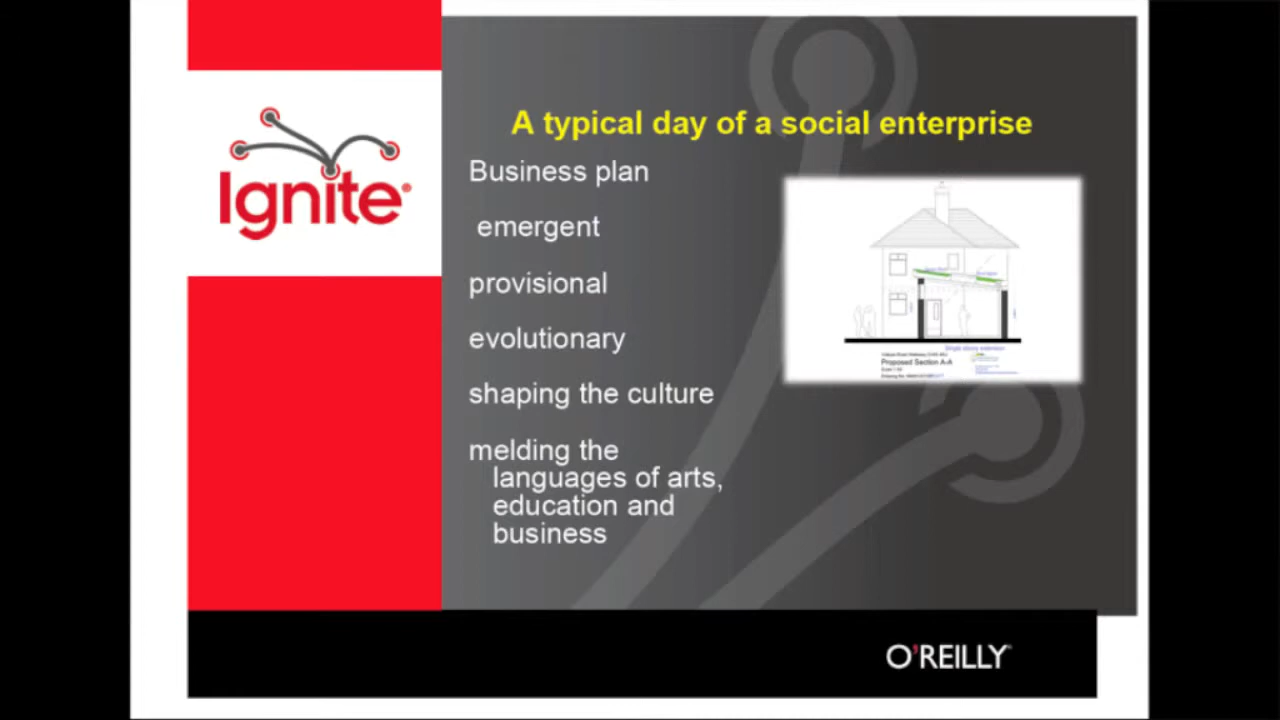 Ignite
A typical day of a social enterprise
Business plan
emergent
provisional
evolutionary
shaping the culture
melding the
languages of arts,
education and
business
Proposed Section A-A
O'REILLY